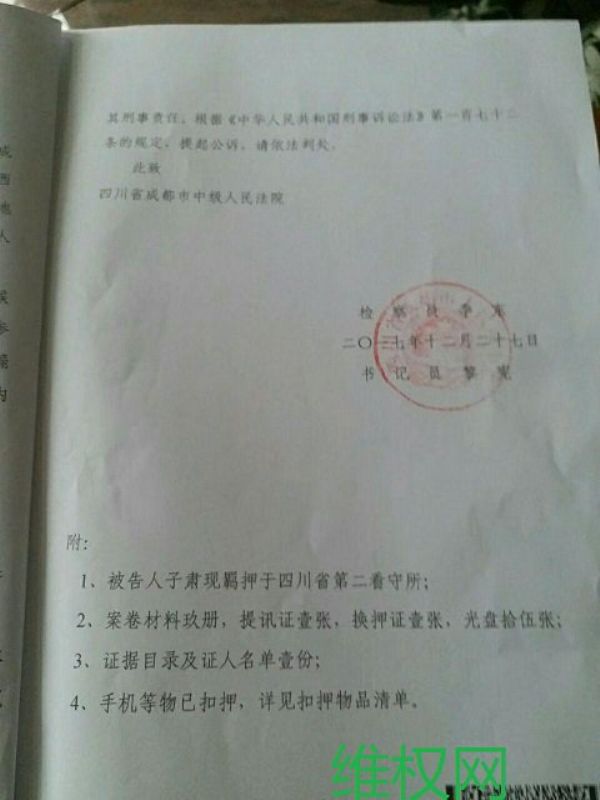 其刑事责任。根据《中华人民共和国刑事诉讼法》第一百七十二
条的规定，提起公诉，请依法判处。
此致
四川省成都市中级人民法院
检 察 员 李
二〇一七年十二月二十七日
书 记 员 黎 宪
附：
1、被告人子肃现羁押于四川省第二看守所；
2、案卷材料玖册，提讯证壹张，换押证壹张，光盘拾伍张；
3、证据目录及证人名单壹份；
4、手机等物已扣押，详见扣押物品清单。
维权网